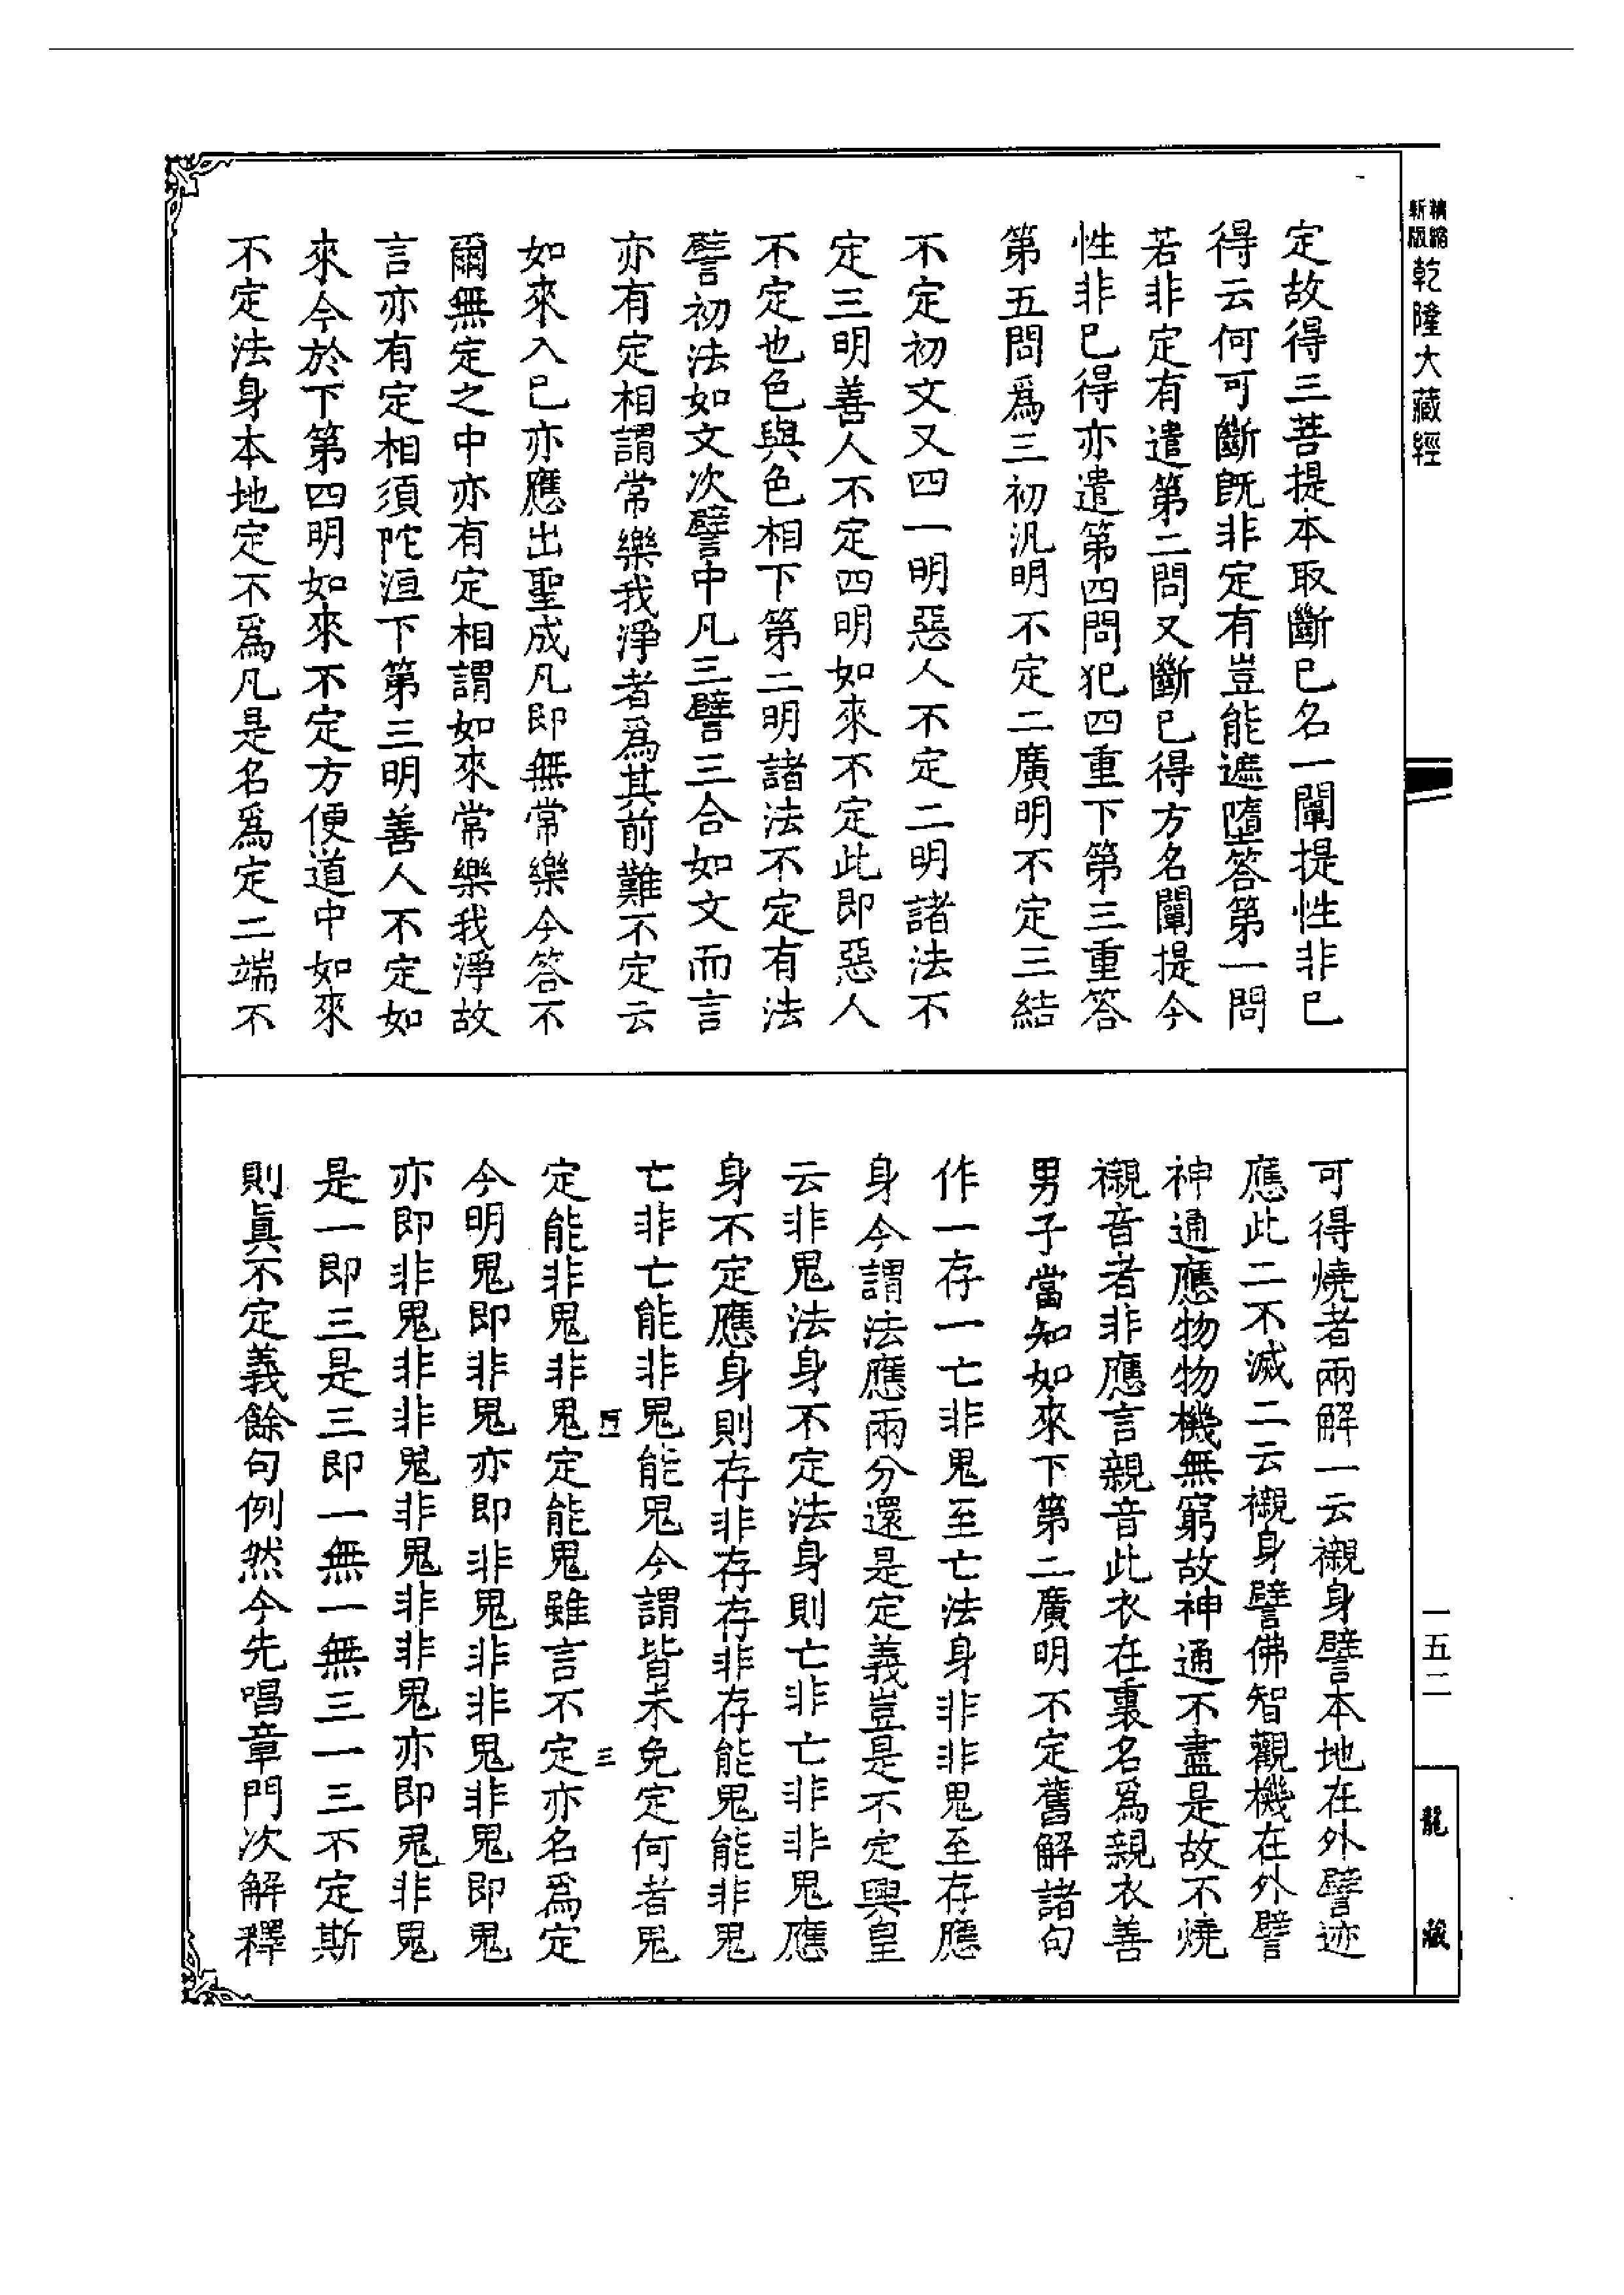 新版
精縮
乾隆大藏經
定故得三菩提本取斷已名一闡提性非已
得云何可斷既非定有豈能遮墮答第一問
若非定有遣第二問又斷已得方名闡提今
性非已得亦遣第四問犯四重下第三重答
第五問爲三初汎明不定二廣明不定三結
不定初文又四一明惡人不定二明諸法不
定三明善人不定四明如來不定此即惡人
不定也色與色相下第二明諸法不定有法
譬初法如文次譬中凡三譬三合如文而言
亦有定相謂常樂我淨者爲其前難不定云
如來入已亦應出聖成凡即無常樂今答不
爾無定之中亦有定相謂如來常樂我淨故
言亦有定相須陀洹下第三明善人不定如
來今於下第四明如來不定方便道中如來
不定法身本地定不爲凡是名爲定二端不
可得燒者兩解一云襯身譬本地在外譬迹
應此二不滅二云襯身譬佛智觀機在外譬
神通應物物機無窮故神通不盡是故不燒
襯音者非應言親音此衣在裏名爲親衣善
男子當知如來下第二廣明不定舊解諸句
作一存一亡非鬼至亡法身非非鬼至存應
身今謂法應兩分還是定義豈是不定興皇
云非鬼法身不定法身則亡非亡非非鬼應
身不定應身則存非存存非存能鬼能非鬼
亡非亡能非鬼能鬼今謂皆未免定何者鬼
定能非鬼非鬼定能鬼雖言不定亦名爲定
今明鬼即非鬼亦即非鬼非非鬼非鬼即鬼
亦即非鬼非非鬼非鬼非非鬼亦即鬼非鬼
是一即三是三即一無一無三一三不定斯
則眞不定義餘句例然今先唱章門次解釋
三
一五二
龍藏